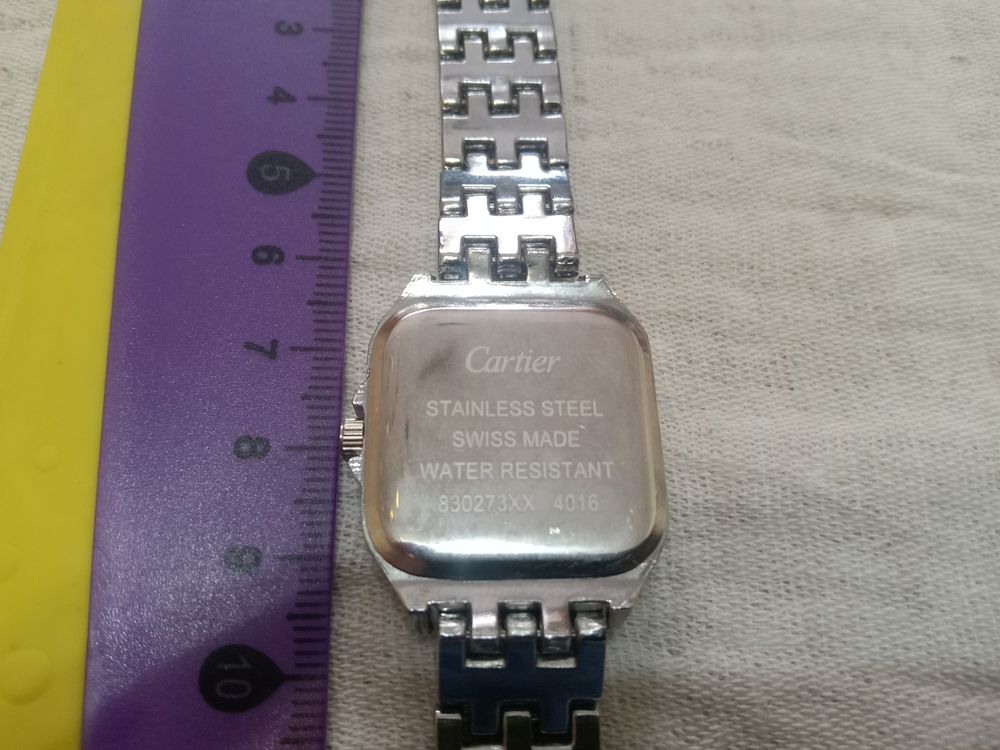 3
4
5
6
7
8
9
10
Cartier
STAINLESS STEEL
SWISS MADE
WATER RESISTANT
830273XX 4016